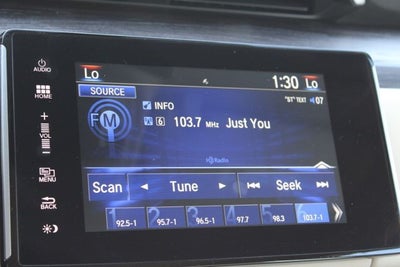 AUDIO
HOME
+
VOL
−
MENU
BACK
Lo
1:30 Lo
SOURCE
"ST" TEXT 07
INFO
FM
6 103.7 MHz Just You
HD Radio
Scan Tune Seek
1 92.5-1 2 95.7-1 3 96.5-1 4 97.7-1 5 98.3 6 103.7-1